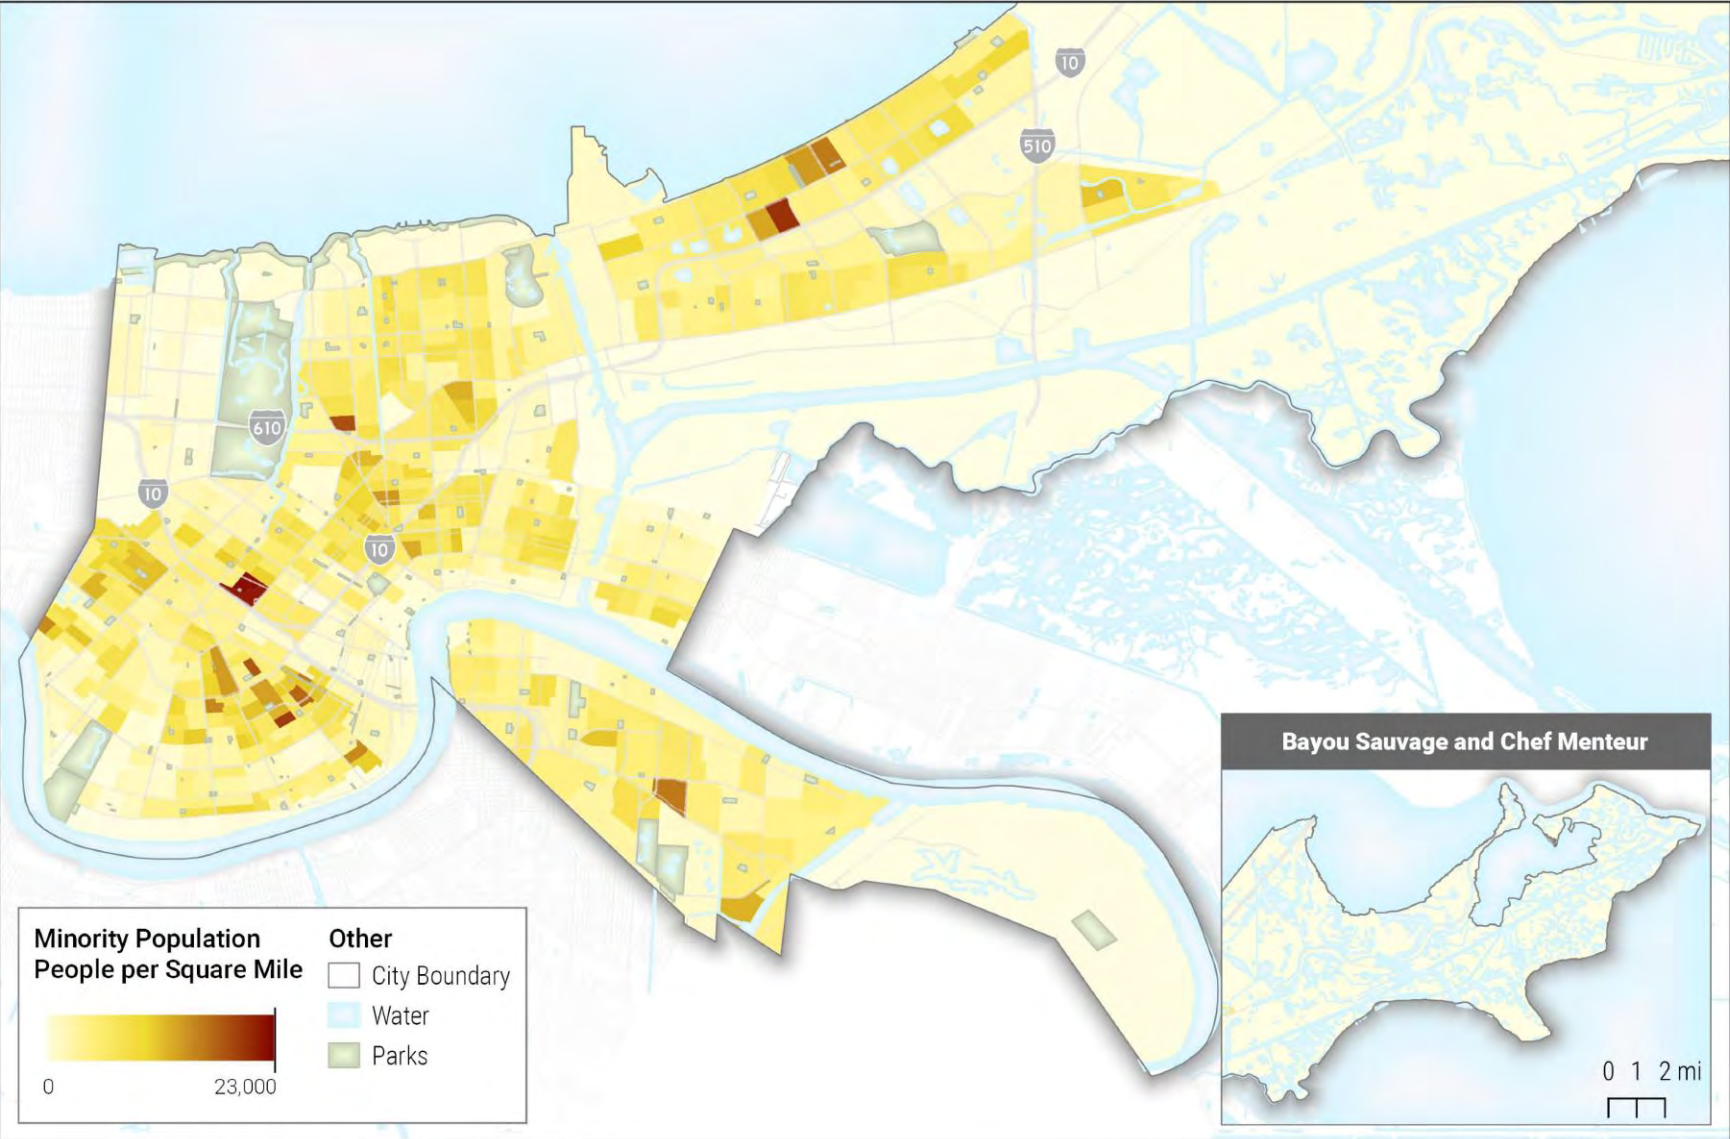 10
510
610
10
10
Bayou Sauvage and Chef Menteur
0 1 2 mi
Minority Population
People per Square Mile
0 23,000
Other
City Boundary
Water
Parks